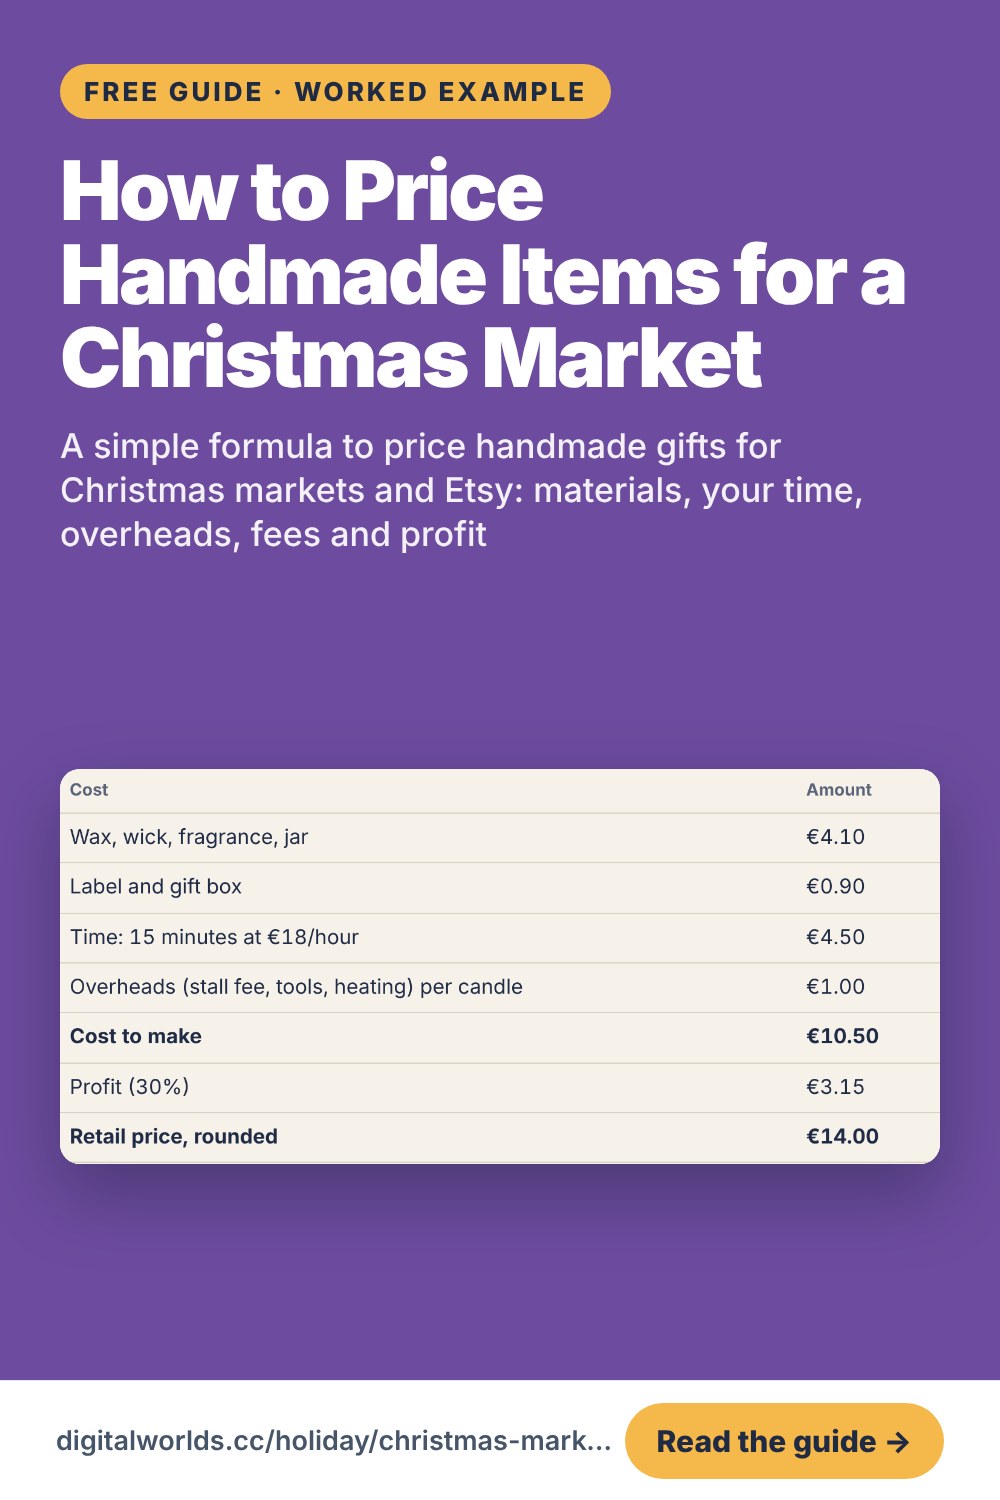 FREE GUIDE · WORKED EXAMPLE
How to Price
Handmade Items for a
Christmas Market
A simple formula to price handmade gifts for
Christmas markets and Etsy: materials, your time,
overheads, fees and profit
Cost Amount
Wax, wick, fragrance, jar €4.10
Label and gift box €0.90
Time: 15 minutes at €18/hour €4.50
Overheads (stall fee, tools, heating) per candle €1.00
Cost to make €10.50
Profit (30%) €3.15
Retail price, rounded €14.00
digitalworlds.cc/holiday/christmas-mark... Read the guide →